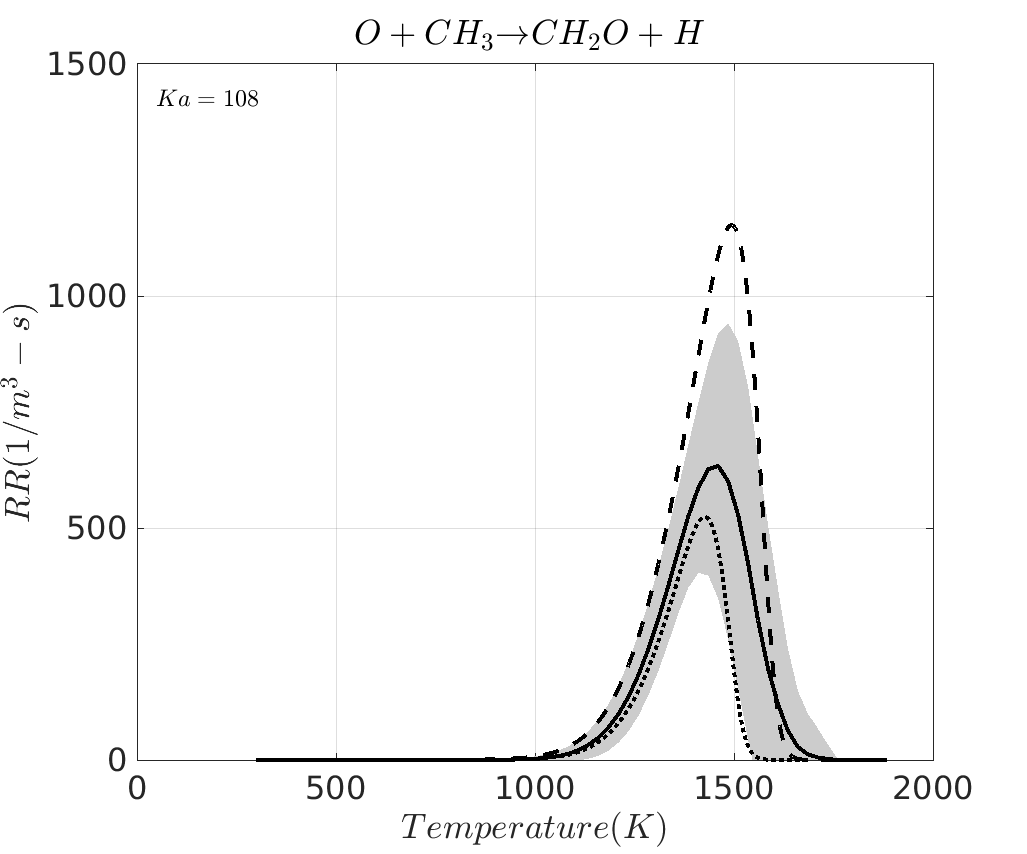 O + CH₃→CH₂O + H
1500
Ka = 108
1000
RR(1/m³ − s)
500
0
0 500 1000 1500 2000
Temperature(K)